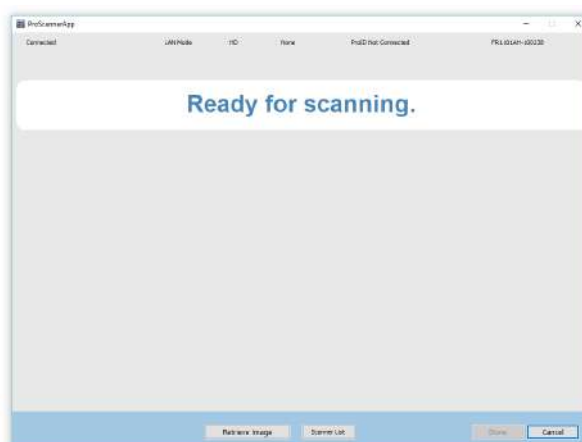 ProScannerApp
Connected LAN Mode HD None ProID Not Connected
Ready for scanning.
Retrieve Image Scanner List Done Cancel